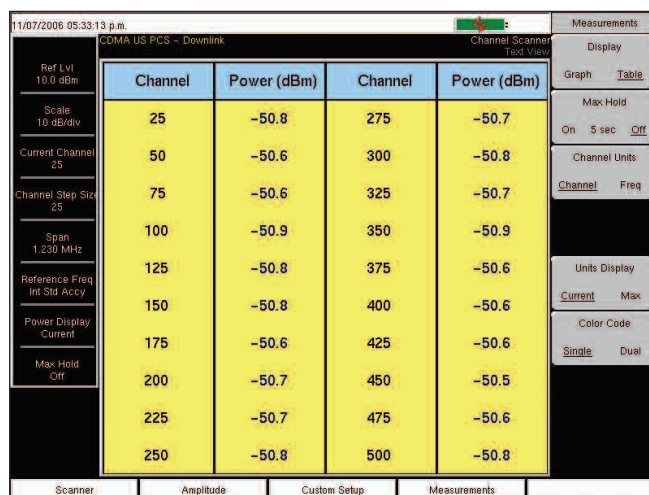 11/07/2006 05:33:13 p.m.
CDMA US PCS - Downlink
Channel Scanner
Text View
Ref Lvl
10.0 dBm
Scale
10 dB/div
Current Channel
25
Channel Step Size
25
Span
1.230 MHz
Reference Freq
Int Std Accy
Power Display
Current
Max Hold
Off
Channel Power (dBm) Channel Power (dBm)
25 -50.8 275 -50.7
50 -50.6 300 -50.8
75 -50.6 325 -50.7
100 -50.9 350 -50.9
125 -50.8 375 -50.6
150 -50.8 400 -50.6
175 -50.6 425 -50.6
200 -50.7 450 -50.5
225 -50.7 475 -50.6
250 -50.8 500 -50.8
Measurements
Display
Graph Table
Max Hold
On 5 sec Off
Channel Units
Channel Freq
Units Display
Current Max
Color Code
Single Dual
Scanner Amplitude Custom Setup Measurements